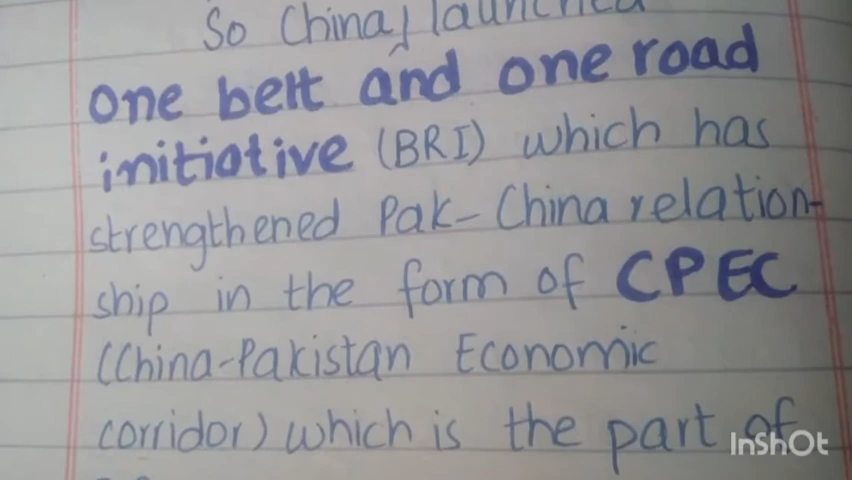 So China, launched
one belt and one road
initiative (BRI) which has
strengthened Pak-China relation-
ship in the form of CPEC
(China-Pakistan Economic
corridor) which is the part of
InShOt